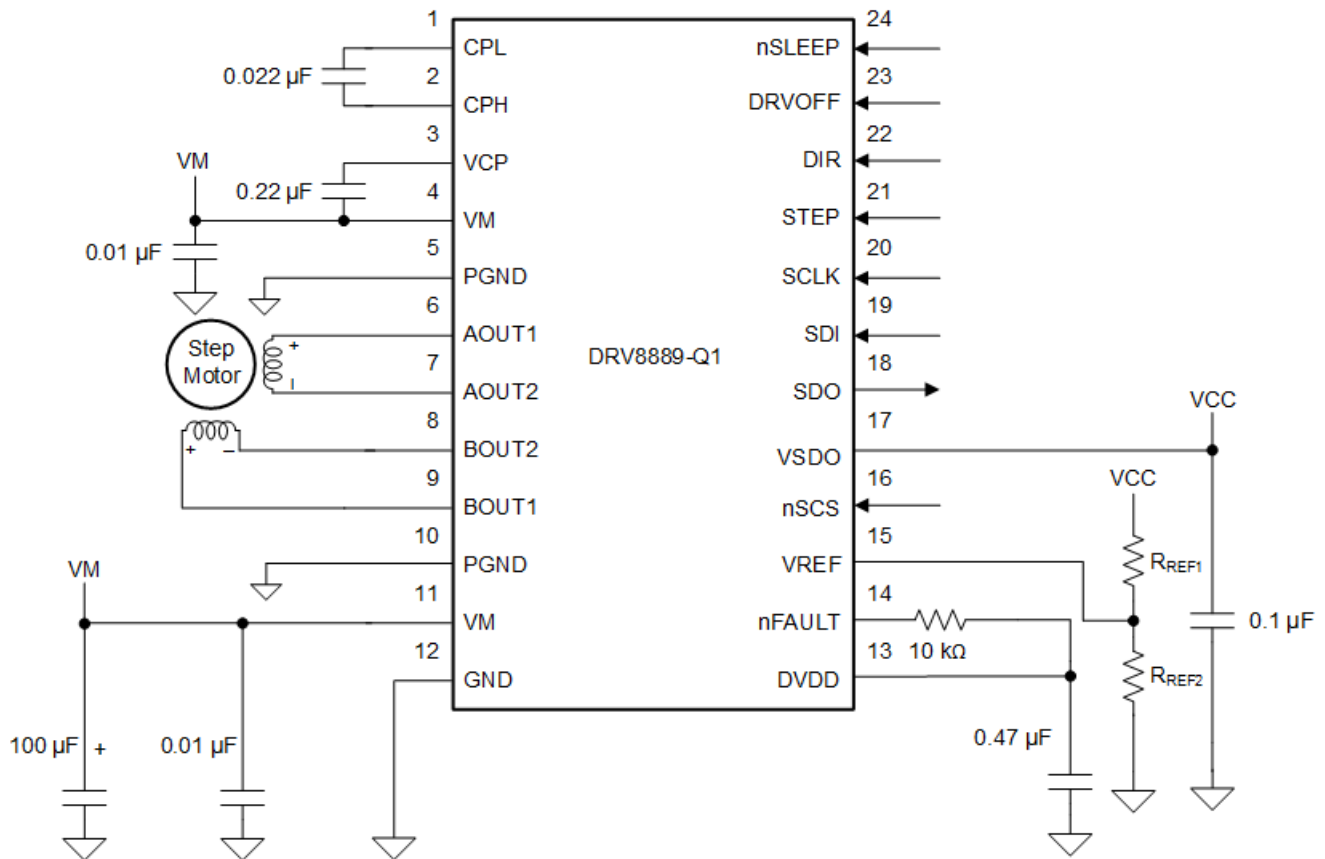 1
CPL
0.022 µF
2
CPH
3
VCP
VM
0.22 µF
4
VM
0.01 µF
5
PGND
6
AOUT1
+
Step
Motor
7
–
AOUT2
8
+
–
BOUT2
9
BOUT1
10
PGND
VM
11
VM
12
GND
100 µF
+
0.01 µF
DRV8889-Q1
24
nSLEEP
23
DRVOFF
22
DIR
21
STEP
20
SCLK
19
SDI
18
SDO
VCC
17
VSDO
VCC
16
nSCS
15
VREF
RREF1
14
nFAULT
0.1 µF
10 kΩ
13
DVDD
RREF2
0.47 µF